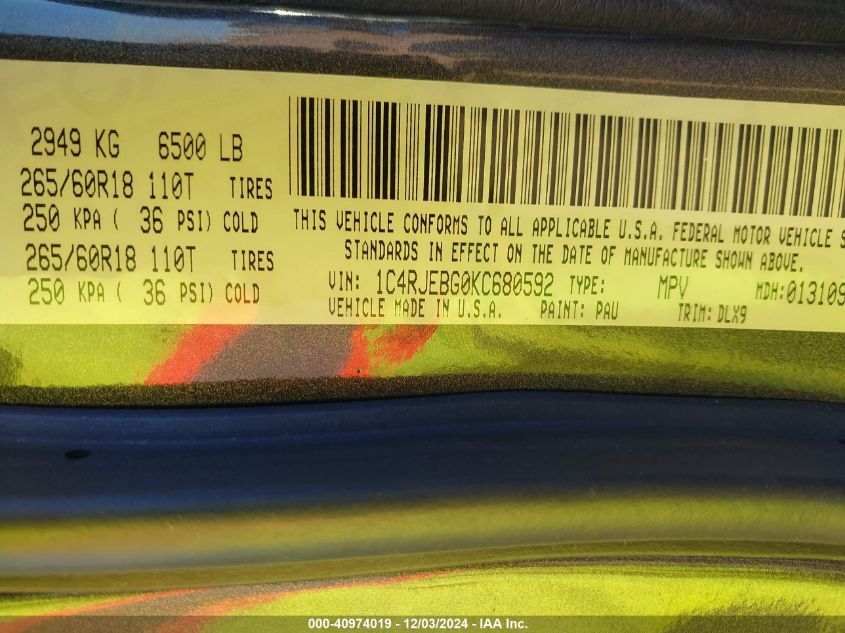 2949 KG 6500 LB
265/60R18 110T TIRES
250 KPA ( 36 PSI) COLD
265/60R18 110T TIRES
250 KPA ( 36 PSI) COLD
THIS VEHICLE CONFORMS TO ALL APPLICABLE U.S.A. FEDERAL MOTOR VEHICLE S
STANDARDS IN EFFECT ON THE DATE OF MANUFACTURE SHOWN ABOVE.
VIN: 1C4RJEBG0KC680592 TYPE: MPV MDH:013109
VEHICLE MADE IN U.S.A. PAINT: PAU TRIM: DLX9
000-40974019 - 12/03/2024 - IAA Inc.